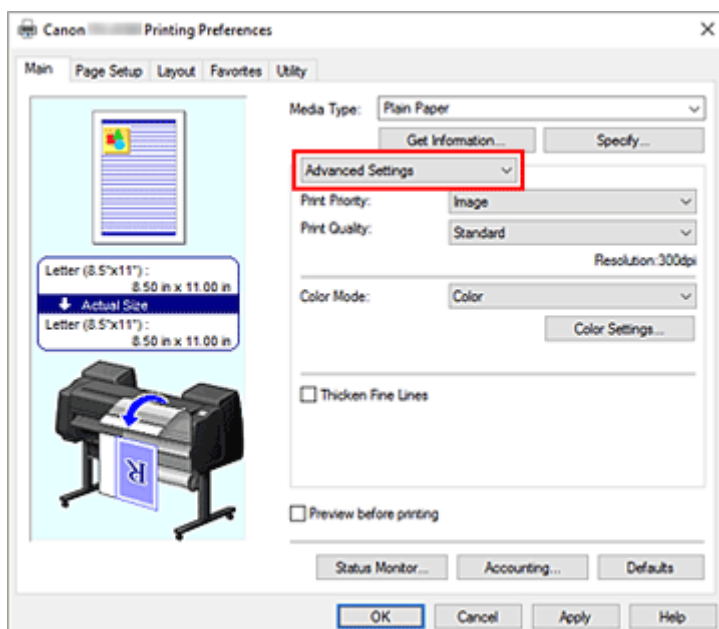 Canon Printing Preferences
Main Page Setup Layout Favorites Utility
Media Type: Plain Paper
Get Information... Specify...
Advanced Settings
Print Priority: Image
Print Quality: Standard
Resolution:300dpi
Letter (8.5"x11") :
8.50 in x 11.00 in
Actual Size
Letter (8.5"x11") :
8.50 in x 11.00 in
Color Mode: Color
Color Settings...
Thicken Fine Lines
R
Preview before printing
Status Monitor... Accounting... Defaults
OK Cancel Apply Help